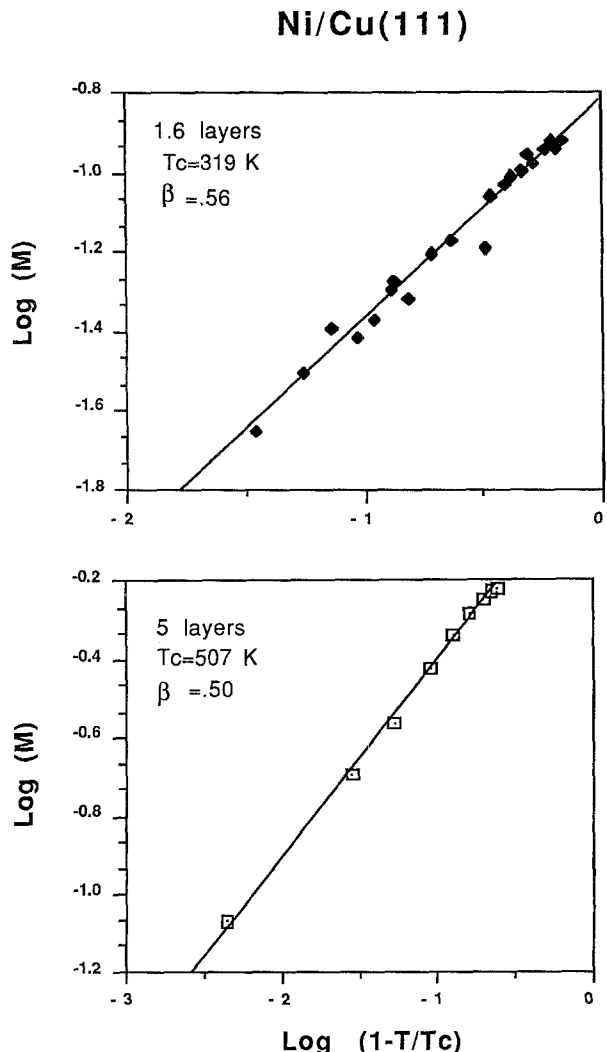 Ni/Cu(111)
-0.8
-1.0
-1.2
-1.4
-1.6
-1.8
Log (M)
1.6 layers
Tc=319 K
β =.56
-2
-1
0
-0.2
-0.4
-0.6
-0.8
-1.0
-1.2
Log (M)
5 layers
Tc=507 K
β =.50
-3
-2
-1
0
Log (1-T/Tc)